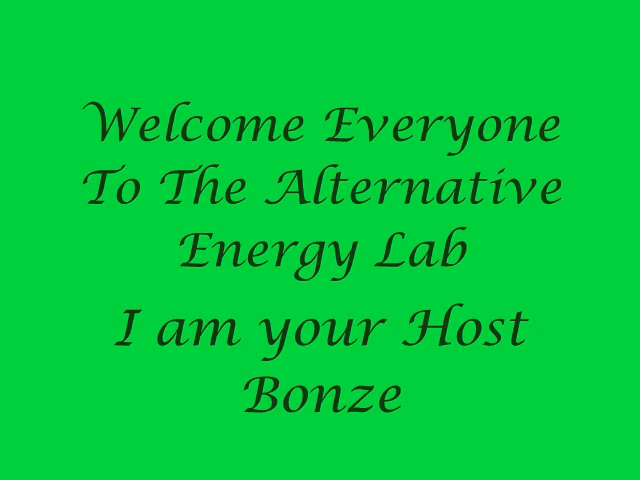 Welcome Everyone
To The Alternative
Energy Lab
I am your Host
Bonze